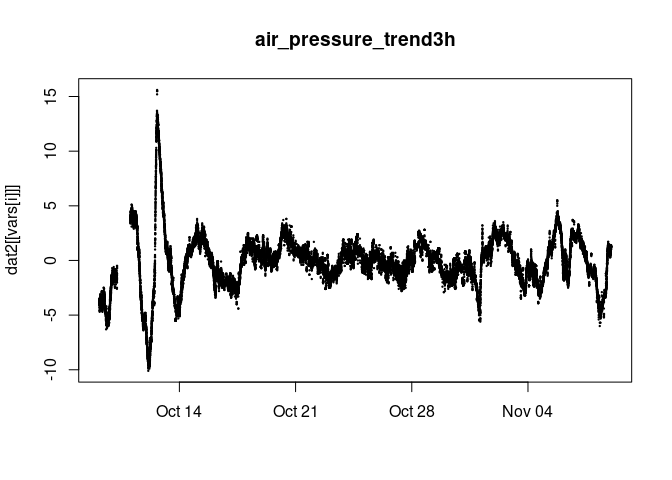 air_pressure_trend3h
dat2[[vars[i]]]
15
10
5
0
-5
-10
Oct 14
Oct 21
Oct 28
Nov 04